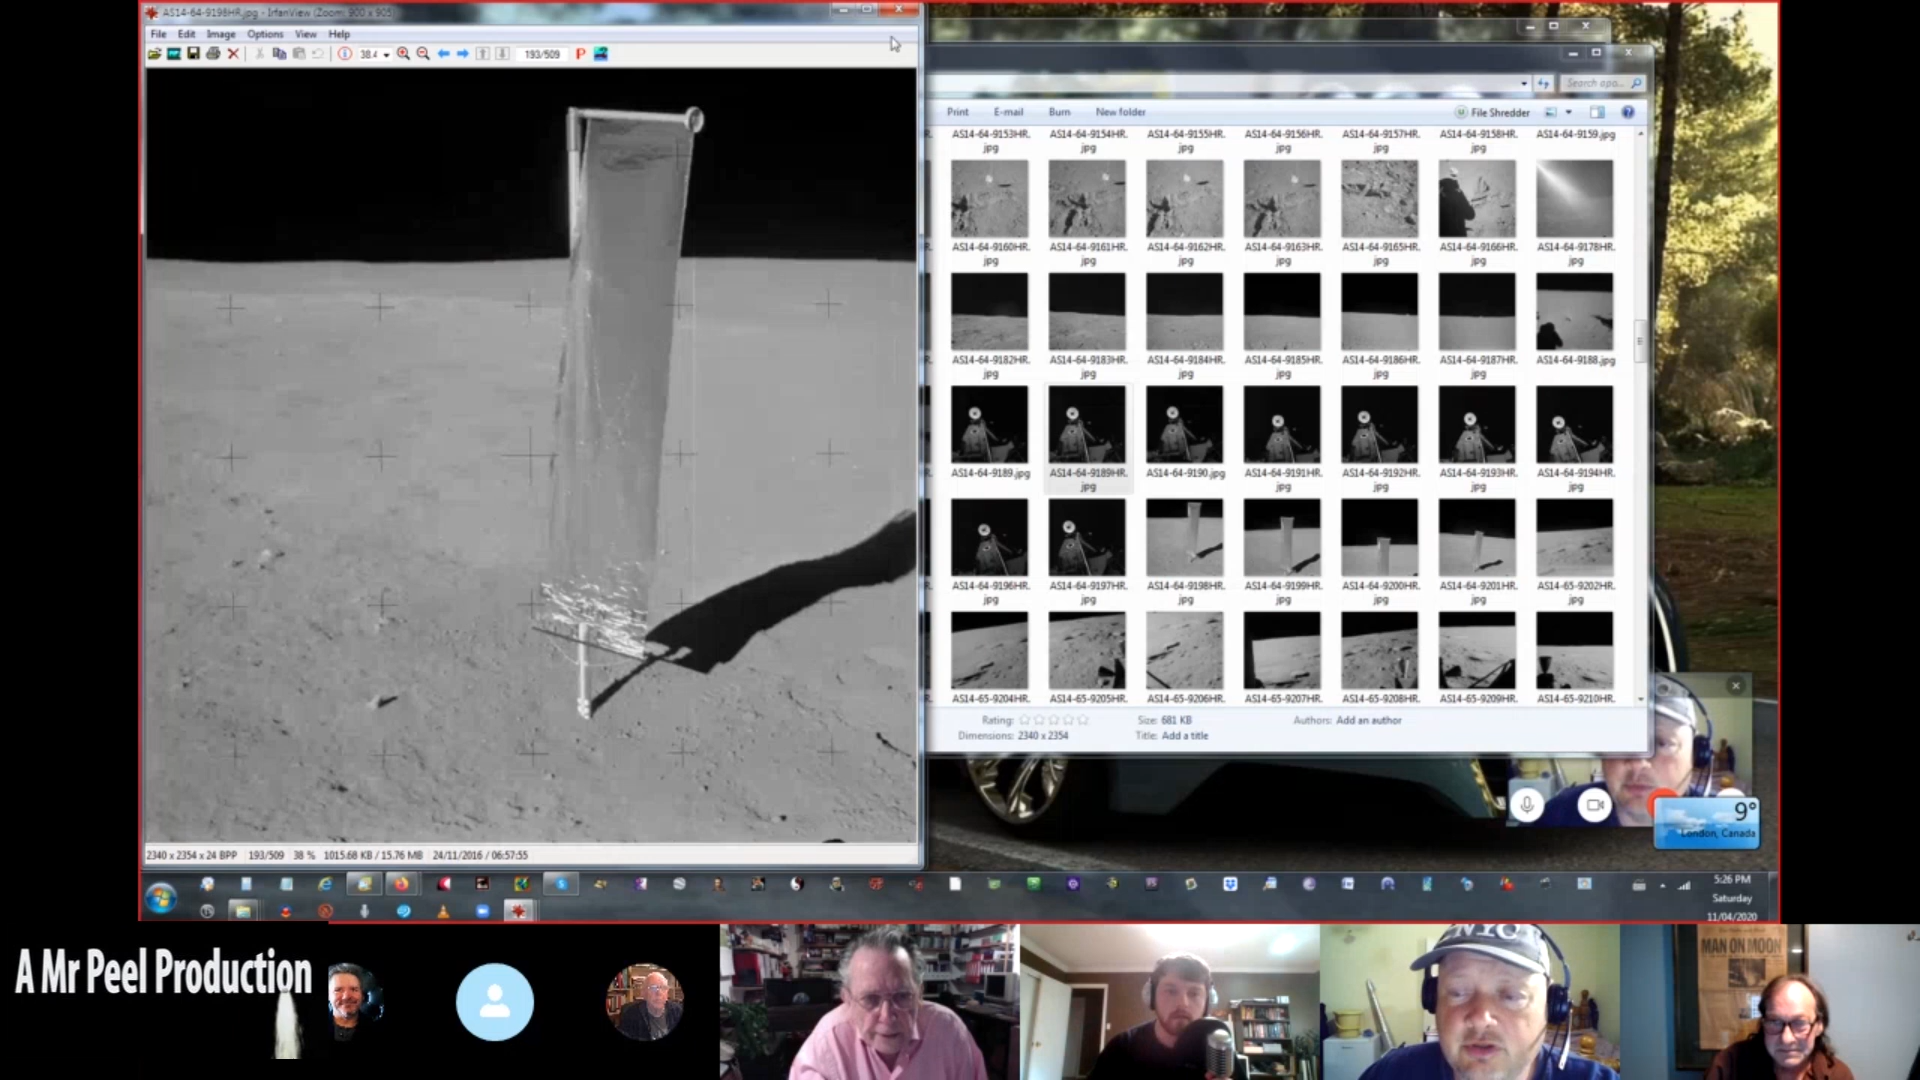 AS14-64-9198HR.jpg - IrfanView (Zoom: 900 x 905)
File Edit Image Options View Help
38.4
193/509
Search apo...
Print E-mail Burn New folder File Shredder
AS14-64-9153HR.jpg AS14-64-9154HR.jpg AS14-64-9155HR.jpg AS14-64-9156HR.jpg AS14-64-9157HR.jpg AS14-64-9158HR.jpg AS14-64-9159.jpg
AS14-64-9160HR.jpg AS14-64-9161HR.jpg AS14-64-9162HR.jpg AS14-64-9163HR.jpg AS14-64-9165HR.jpg AS14-64-9166HR.jpg AS14-64-9178HR.jpg
AS14-64-9182HR.jpg AS14-64-9183HR.jpg AS14-64-9184HR.jpg AS14-64-9185HR.jpg AS14-64-9186HR.jpg AS14-64-9187HR.jpg AS14-64-9188.jpg
AS14-64-9189.jpg AS14-64-9189HR.jpg AS14-64-9190.jpg AS14-64-9191HR.jpg AS14-64-9192HR.jpg AS14-64-9193HR.jpg AS14-64-9194HR.jpg
AS14-64-9196HR.jpg AS14-64-9197HR.jpg AS14-64-9198HR.jpg AS14-64-9199HR.jpg AS14-64-9200HR.jpg AS14-64-9201HR.jpg AS14-65-9202HR.jpg
AS14-65-9204HR. AS14-65-9205HR. AS14-65-9206HR. AS14-65-9207HR. AS14-65-9208HR. AS14-65-9209HR. AS14-65-9210HR.
Rating: Size: 681 KB Authors: Add an author
Dimensions: 2340 x 2354 Title: Add a title
9°
London, Canada
2340 x 2354 x 24 BPP 193/509 38 % 1015.68 KB / 15.76 MB 24/11/2016 / 06:57:55
5:26 PM
Saturday
11/04/2020
A Mr Peel Production
MAN ON MOON